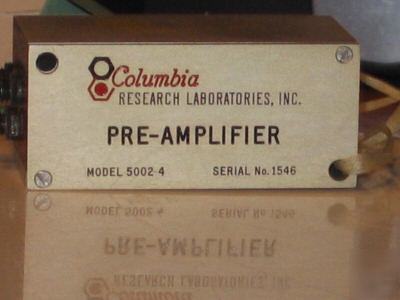 Columbia
RESEARCH LABORATORIES, INC.
PRE-AMPLIFIER
MODEL 5002-4 SERIAL No. 1546